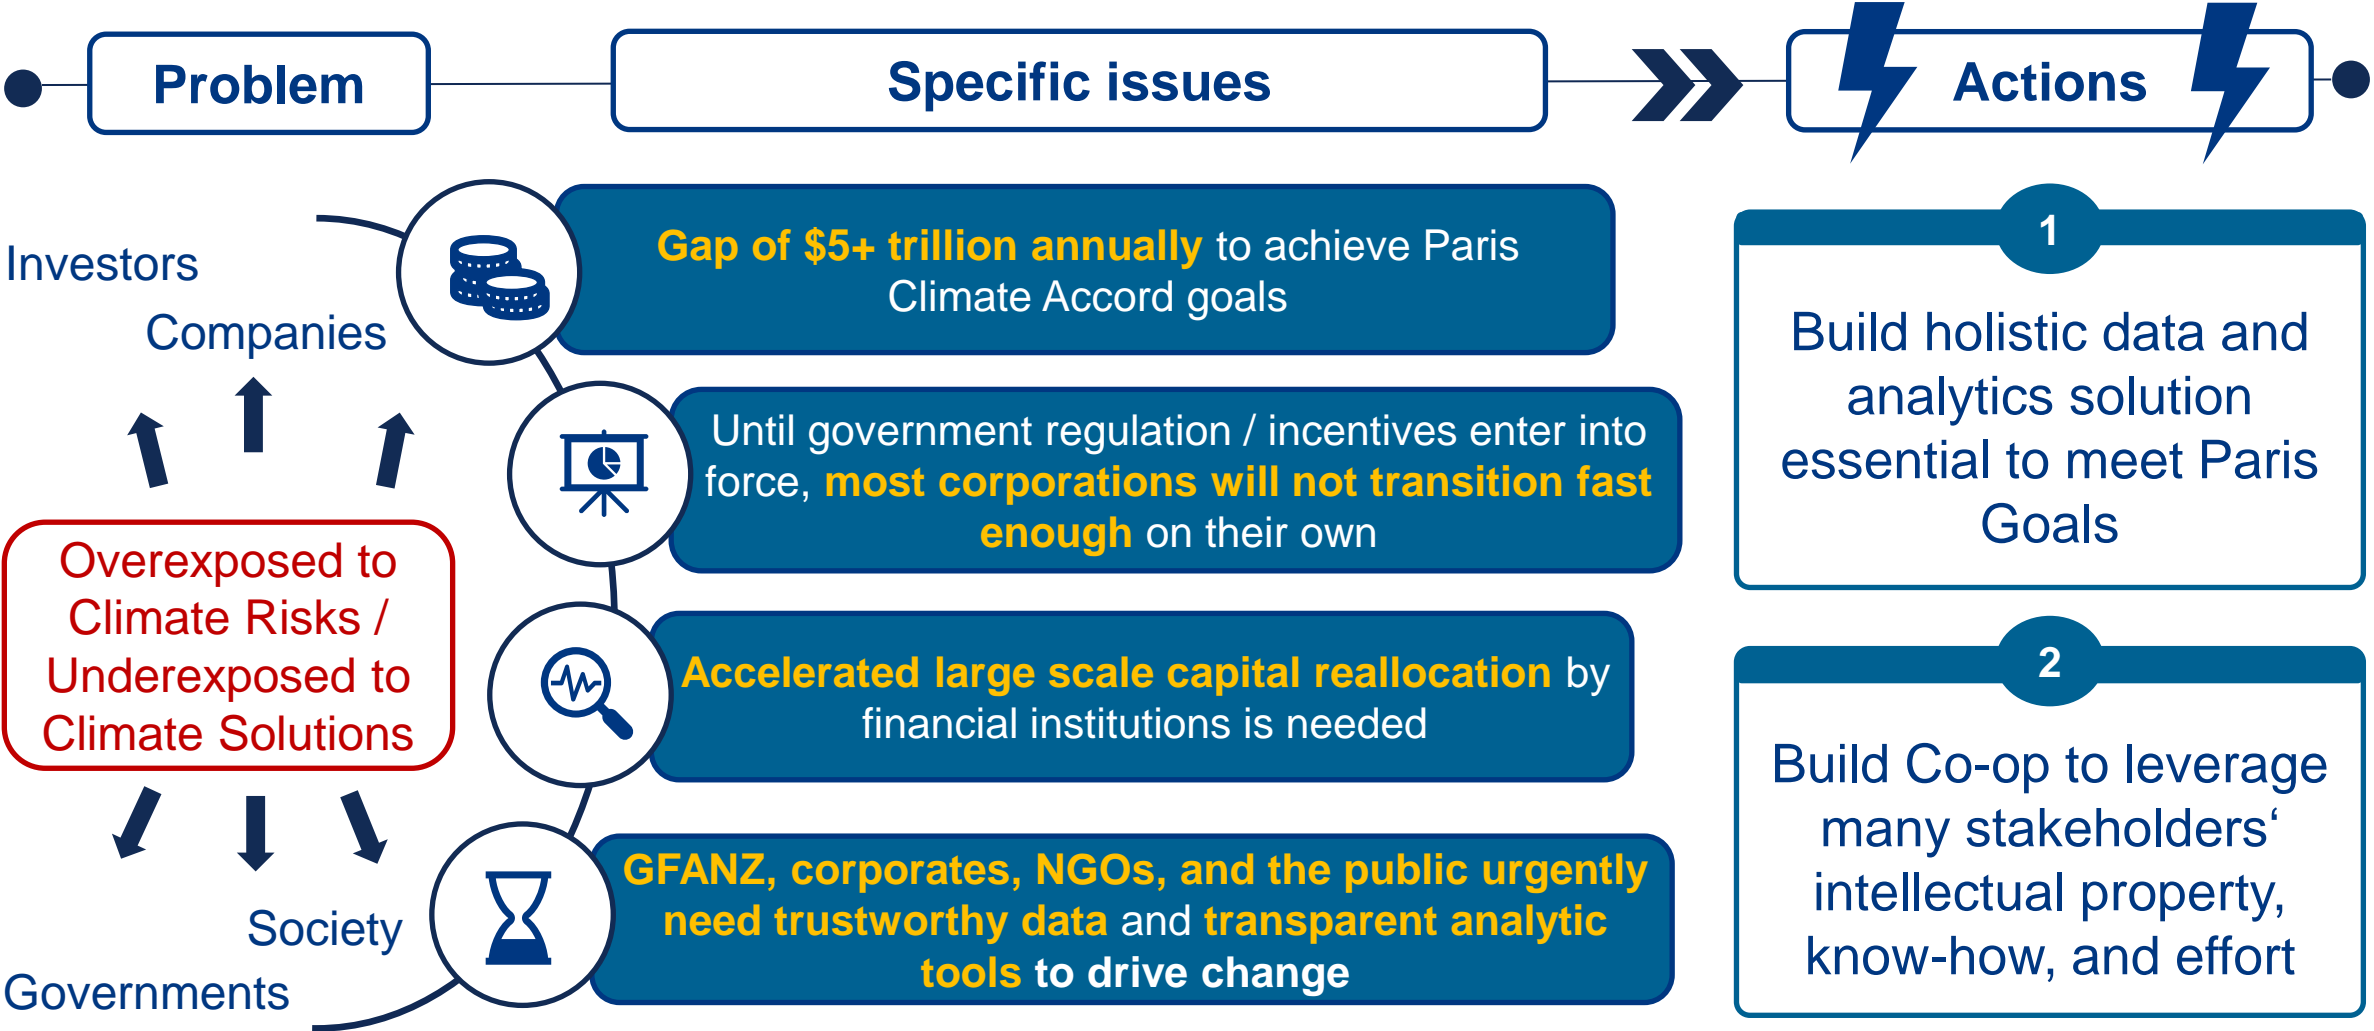 Problem
Specific issues
Actions
Investors
Companies
Overexposed to
Climate Risks /
Underexposed to
Climate Solutions
Society
Governments
Gap of $5+ trillion annually to achieve Paris
Climate Accord goals
Until government regulation / incentives enter into
force, most corporations will not transition fast
enough on their own
Accelerated large scale capital reallocation by
financial institutions is needed
GFANZ, corporates, NGOs, and the public urgently
need trustworthy data and transparent analytic
tools to drive change
1
Build holistic data and
analytics solution
essential to meet Paris
Goals
2
Build Co-op to leverage
many stakeholders‘
intellectual property,
know-how, and effort